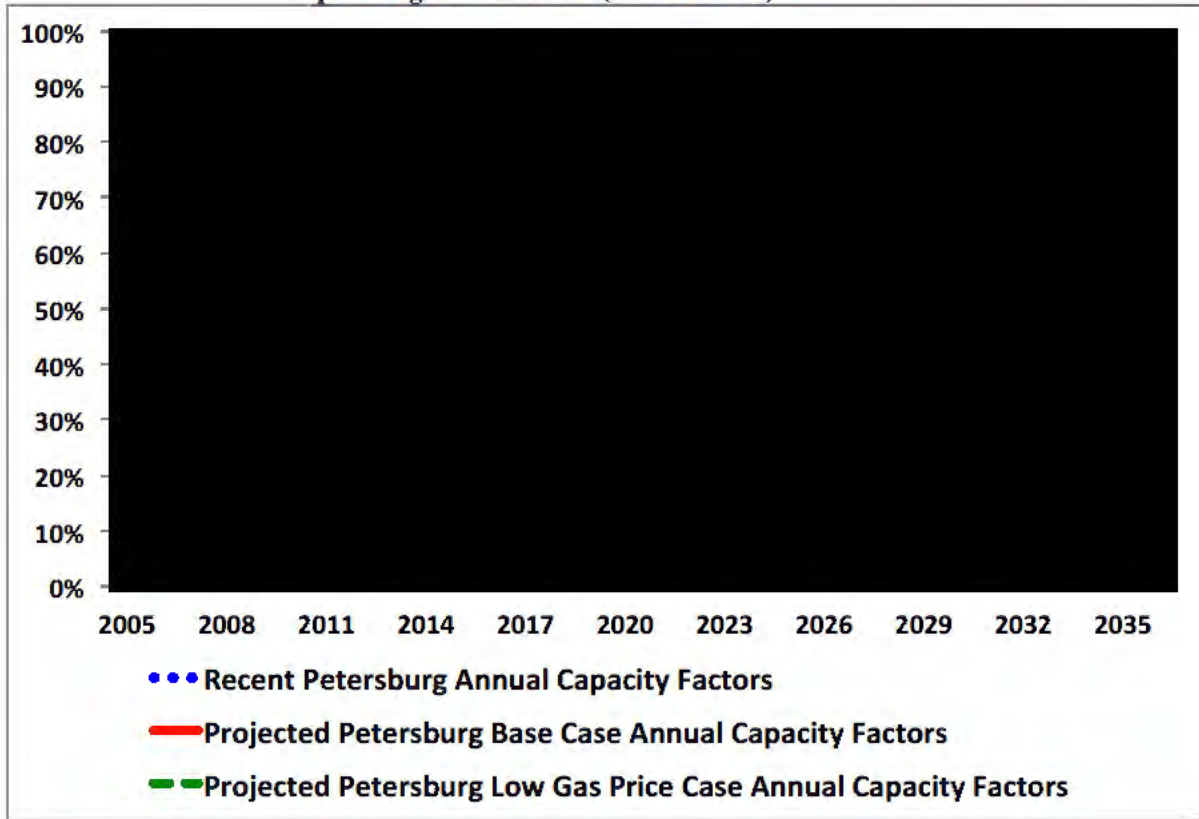 100%
90%
80%
70%
60%
50%
40%
30%
20%
10%
0%
2005 2008 2011 2014 2017 2020 2023 2026 2029 2032 2035
Recent Petersburg Annual Capacity Factors
Projected Petersburg Base Case Annual Capacity Factors
Projected Petersburg Low Gas Price Case Annual Capacity Factors